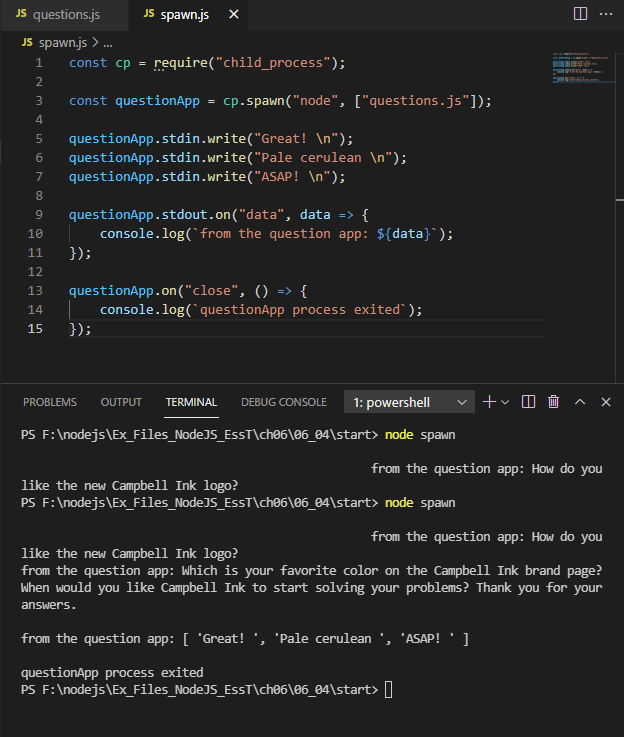 JS questions.js JS spawn.js ×
JS spawn.js > ...
1 const cp = require("child_process");
2
3 const questionApp = cp.spawn("node", ["questions.js"]);
4
5 questionApp.stdin.write("Great! \n");
6 questionApp.stdin.write("Pale cerulean \n");
7 questionApp.stdin.write("ASAP! \n");
8
9 questionApp.stdout.on("data", data => {
10 console.log(`from the question app: ${data}`);
11 });
12
13 questionApp.on("close", () => {
14 console.log(`questionApp process exited`);
15 });
PROBLEMS OUTPUT TERMINAL DEBUG CONSOLE 1: powershell
PS F:\nodejs\Ex_Files_NodeJS_EssT\ch06\06_04\start> node spawn
from the question app: How do you
like the new Campbell Ink logo?
PS F:\nodejs\Ex_Files_NodeJS_EssT\ch06\06_04\start> node spawn
from the question app: How do you
like the new Campbell Ink logo?
from the question app: Which is your favorite color on the Campbell Ink brand page?
When would you like Campbell Ink to start solving your problems? Thank you for your
answers.
from the question app: [ 'Great! ', 'Pale cerulean ', 'ASAP! ' ]
questionApp process exited
PS F:\nodejs\Ex_Files_NodeJS_EssT\ch06\06_04\start>